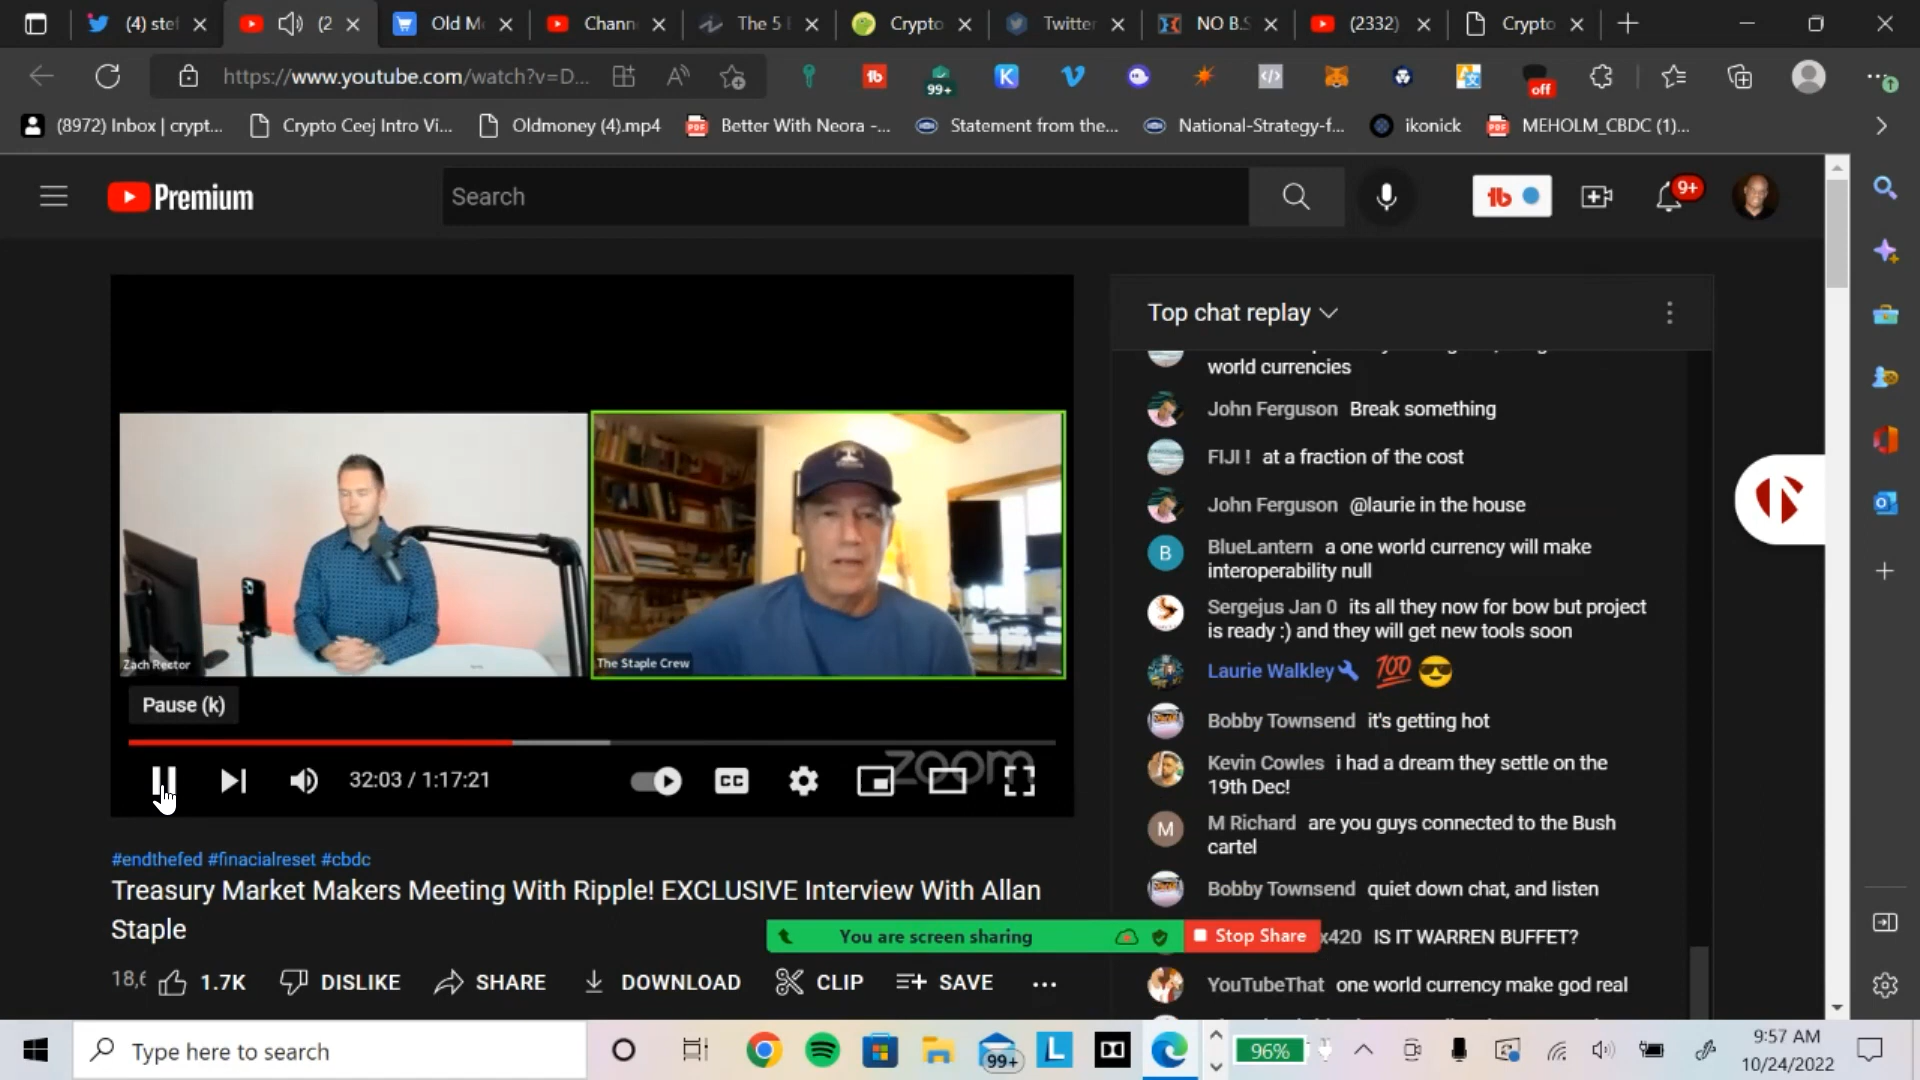 (4) stef
(2
Old M
Chann
The 5
Crypto
Twitter
NO B.S
(2332)
Crypto
https://www.youtube.com/watch?v=D...
99+
off
(8972) Inbox | crypt...
Crypto Ceej Intro Vi...
Oldmoney (4).mp4
Better With Neora -...
Statement from the...
National-Strategy-f...
ikonick
MEHOLM_CBDC (1)...
Premium
Search
9+
Top chat replay
world currencies
John Ferguson Break something
FIJI ! at a fraction of the cost
John Ferguson @laurie in the house
BlueLantern a one world currency will make
interoperability null
Sergejus Jan 0 its all they now for bow but project
is ready :) and they will get new tools soon
Laurie Walkley 💯 😎
Bobby Townsend it's getting hot
Kevin Cowles i had a dream they settle on the
19th Dec!
M Richard are you guys connected to the Bush
cartel
Bobby Townsend quiet down chat, and listen
x420 IS IT WARREN BUFFET?
YouTubeThat one world currency make god real
Zach Rector
The Staple Crew
Pause (k)
zoom
32:03 / 1:17:21
CC
#endthefed #finacialreset #cbdc
Treasury Market Makers Meeting With Ripple! EXCLUSIVE Interview With Allan
Staple
You are screen sharing
Stop Share
18,6
1.7K
DISLIKE
SHARE
DOWNLOAD
CLIP
SAVE
Type here to search
99+
96%
9:57 AM
10/24/2022